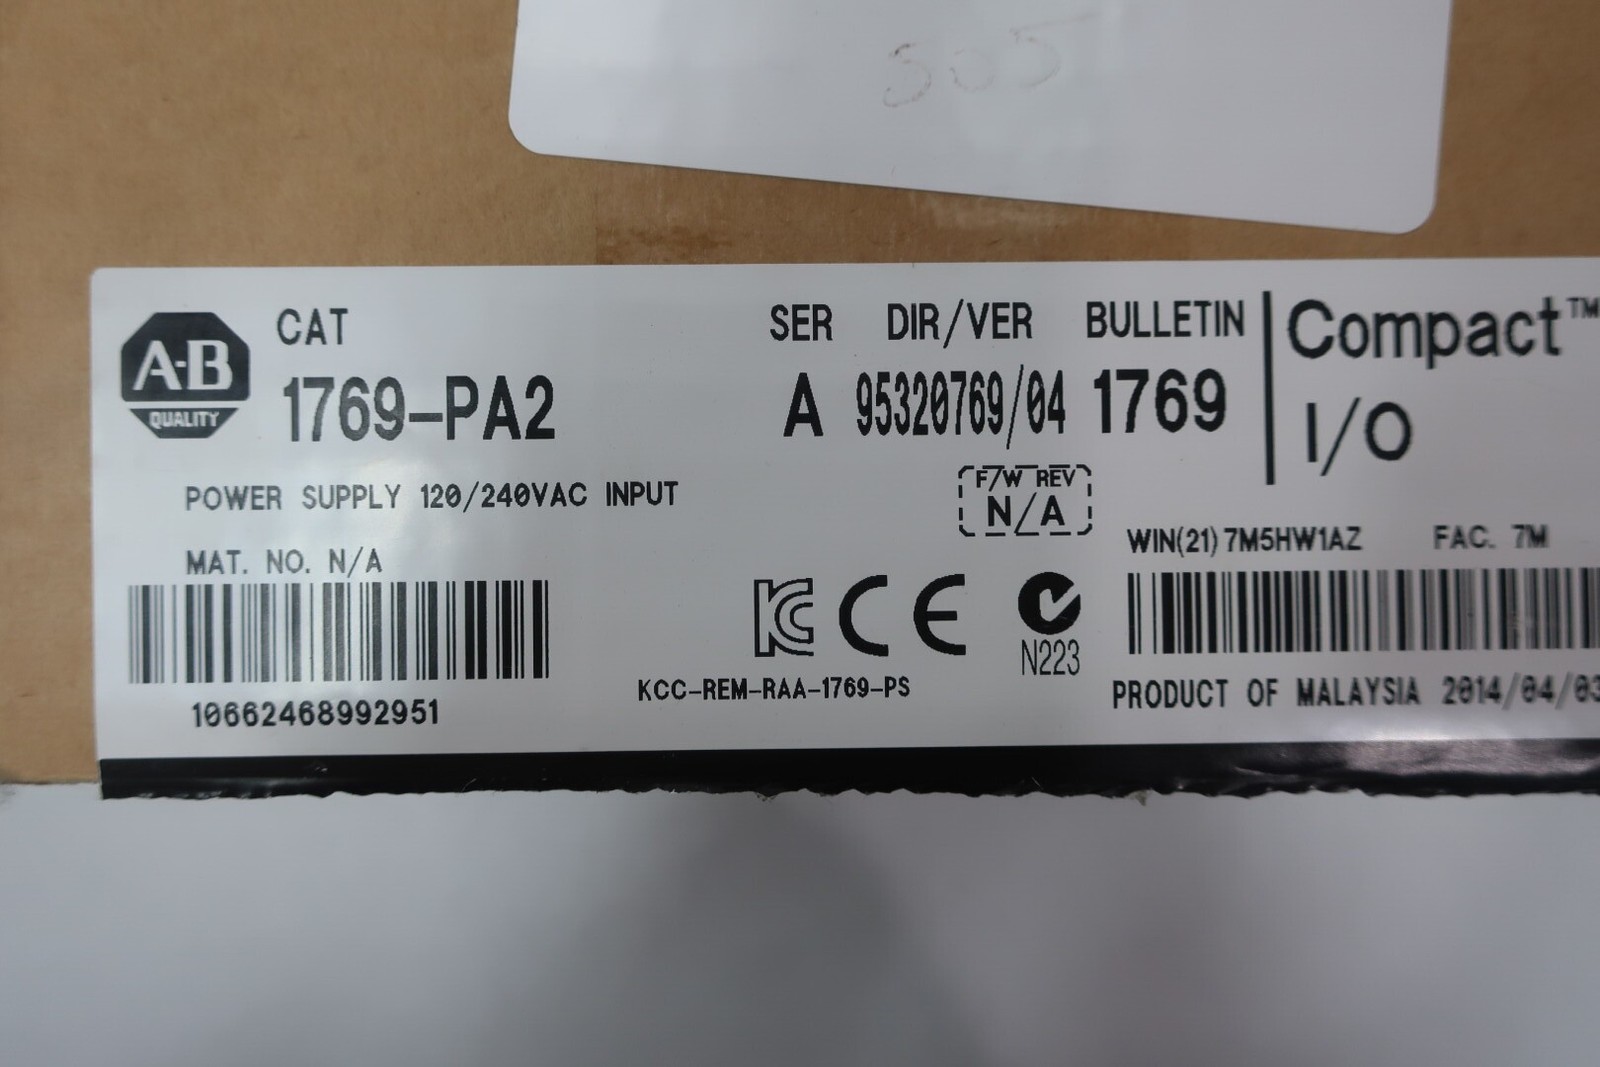 505
A-B
QUALITY
CAT
1769-PA2
SER
A
DIR/VER
95320769/04
BULLETIN
1769
Compact™
I/O
POWER SUPPLY 120/240VAC INPUT
F/W REV
N/A
MAT. NO. N/A
10662468992951
KC CE
N223
KCC-REM-RAA-1769-PS
WIN(21) 7M5HW1AZ FAC. 7M
PRODUCT OF MALAYSIA 2014/04/03